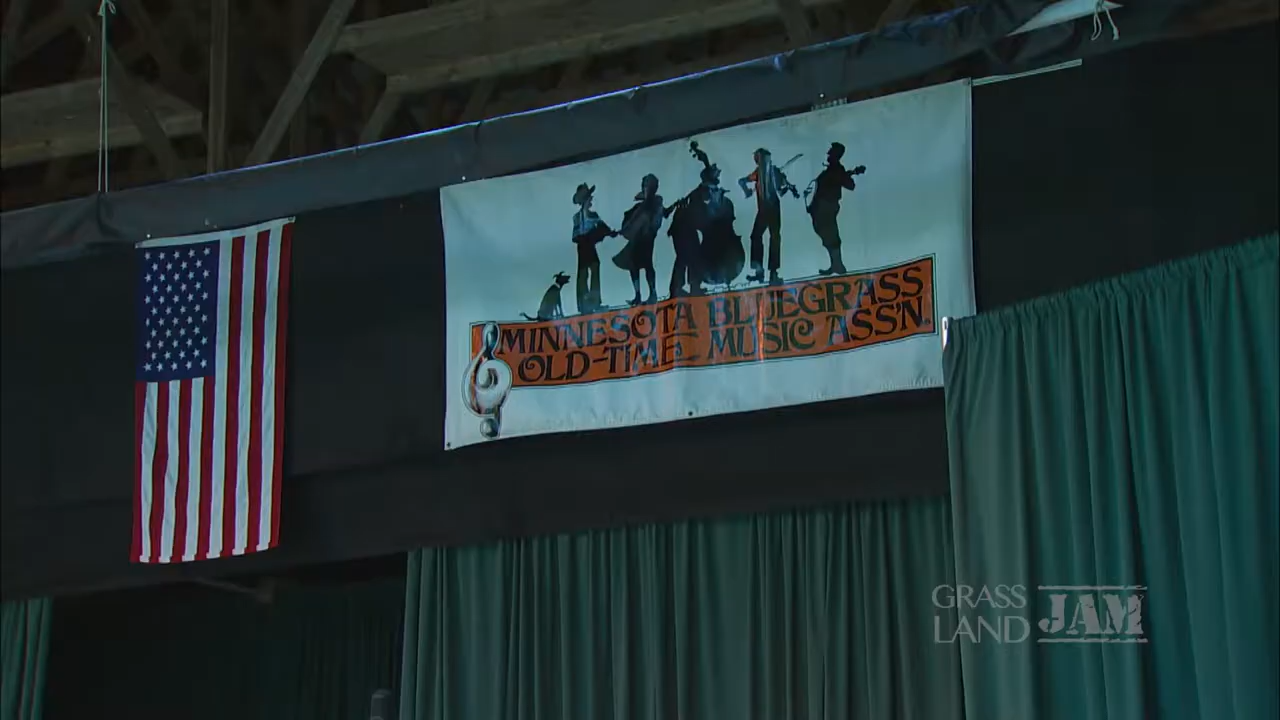 MINNESOTA BLUEGRASS
OLD-TIME MUSIC ASS'N.
GRASS
LAND
JAM